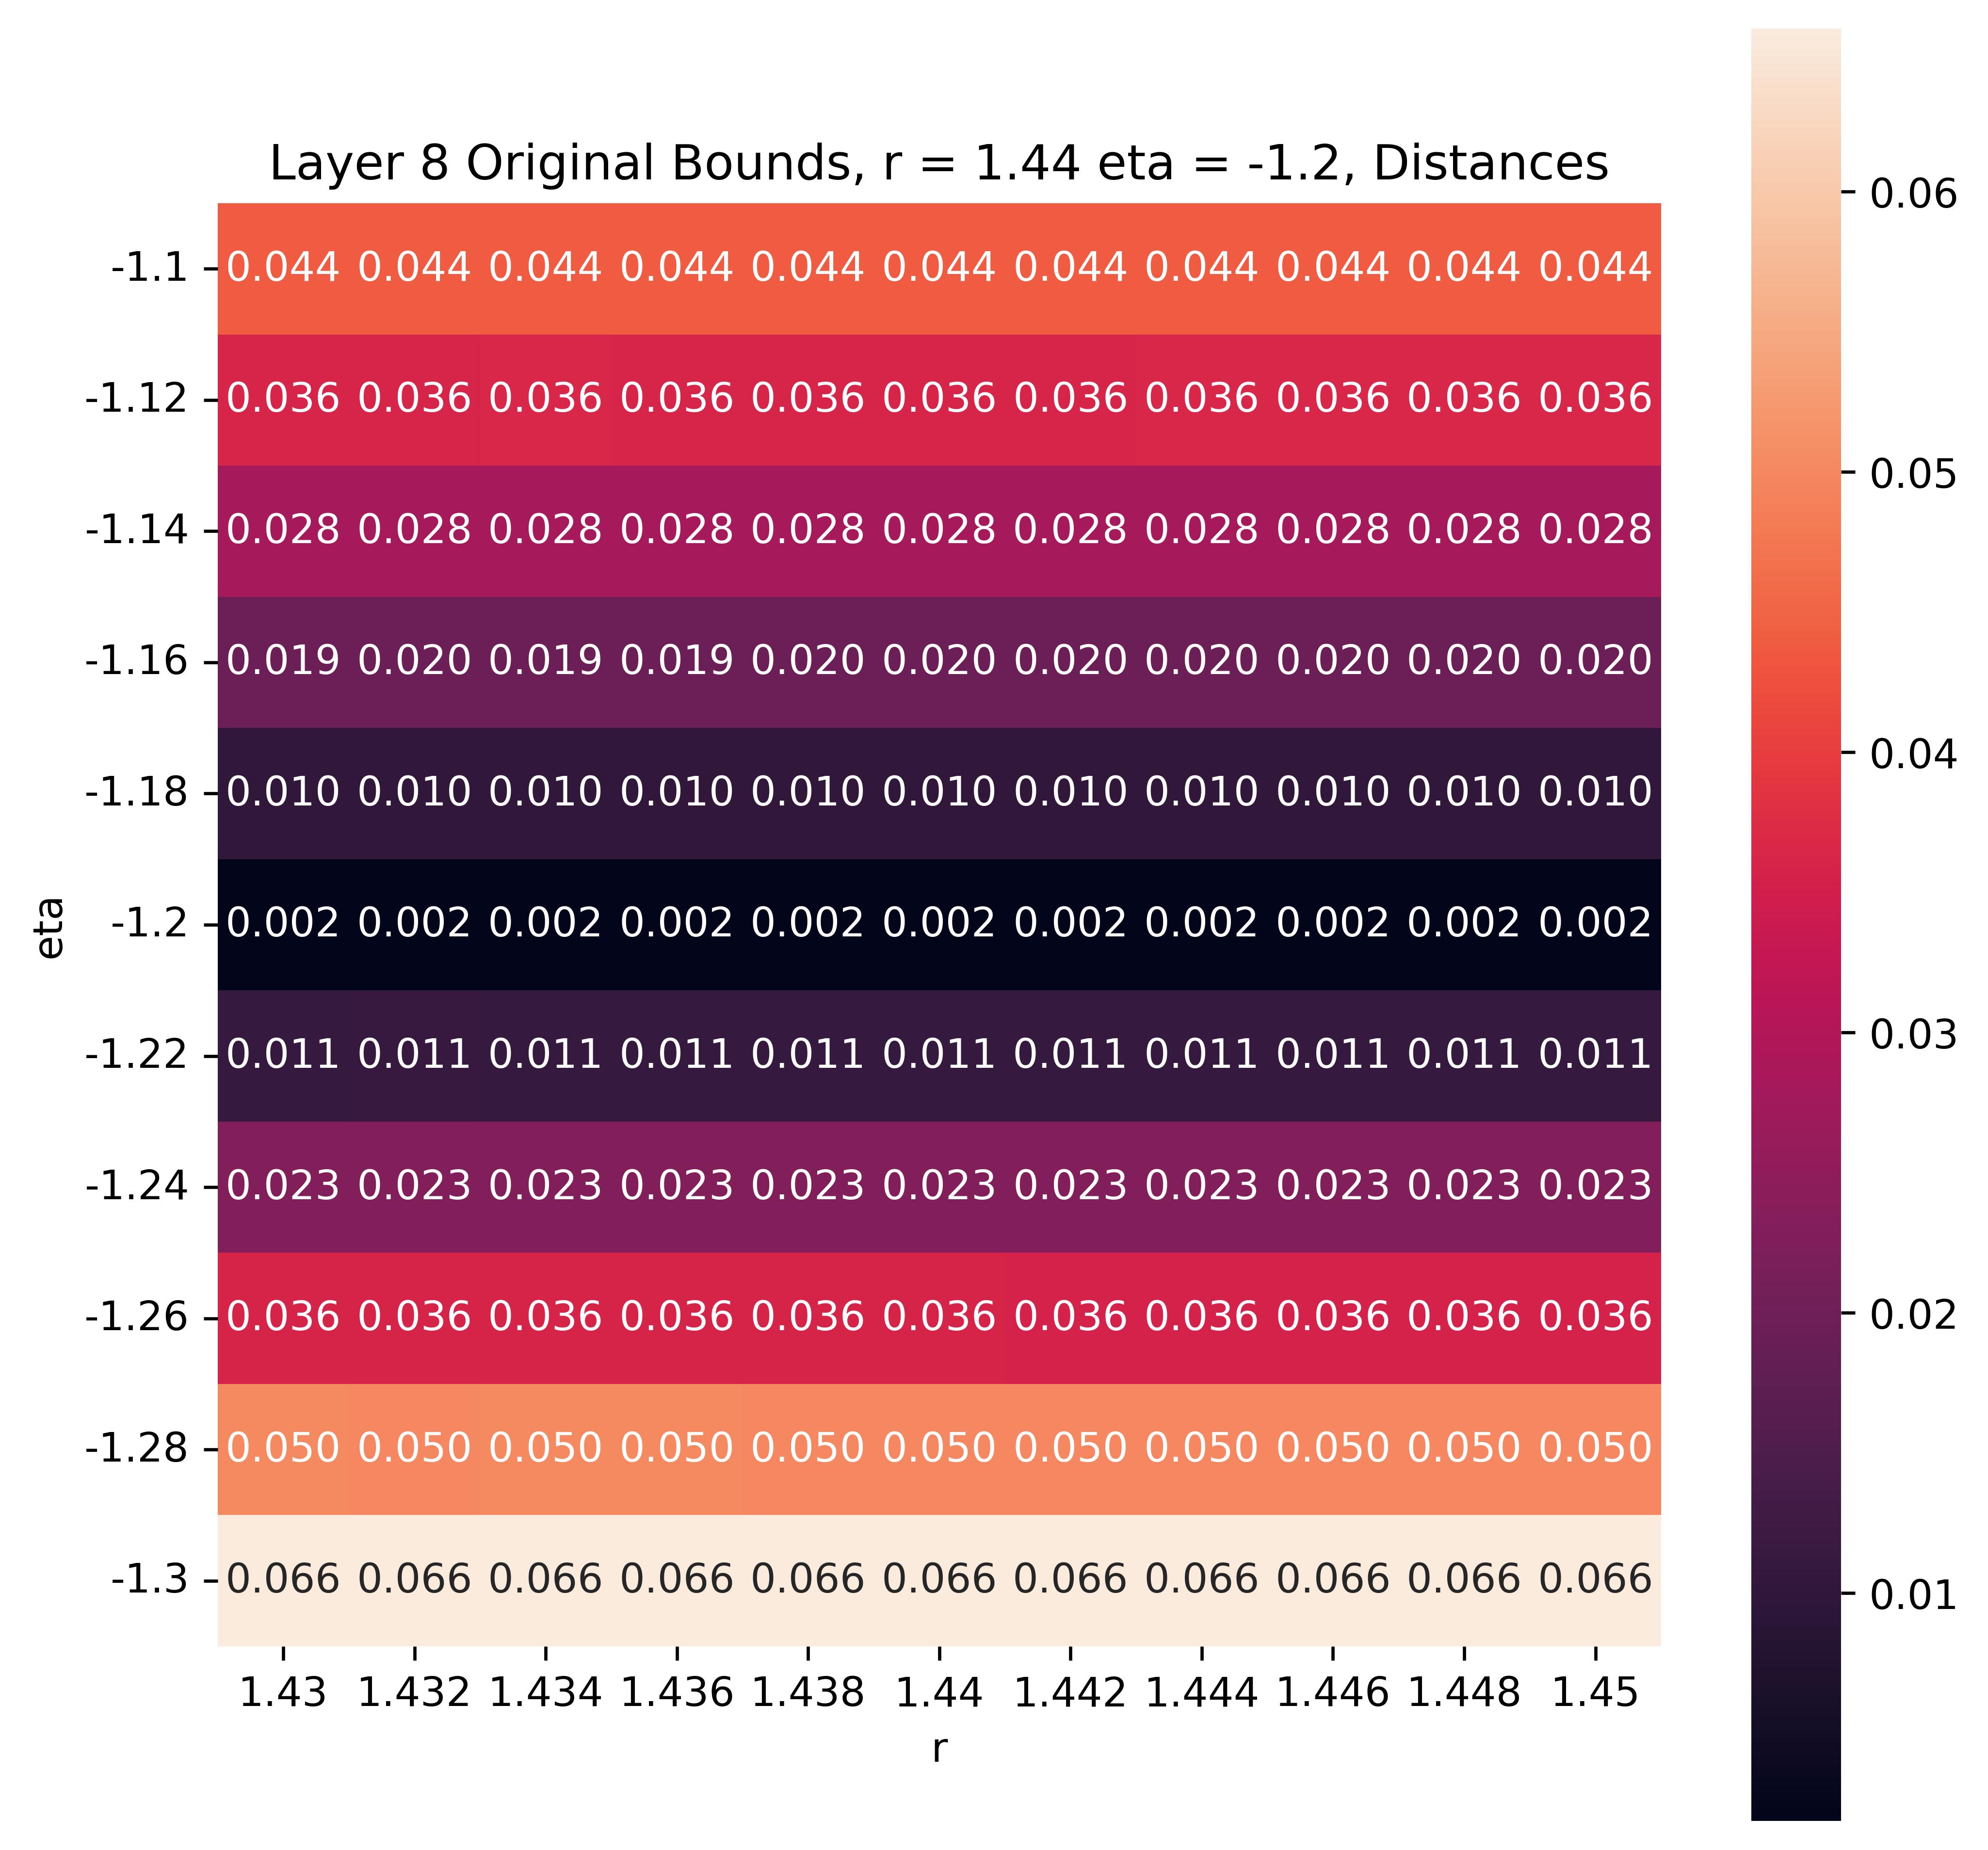 Layer 8 Original Bounds, r = 1.44 eta = -1.2, Distances
-1.1 0.044 0.044 0.044 0.044 0.044 0.044 0.044 0.044 0.044 0.044 0.044
-1.12 0.036 0.036 0.036 0.036 0.036 0.036 0.036 0.036 0.036 0.036 0.036
-1.14 0.028 0.028 0.028 0.028 0.028 0.028 0.028 0.028 0.028 0.028 0.028
-1.16 0.019 0.020 0.019 0.019 0.020 0.020 0.020 0.020 0.020 0.020 0.020
-1.18 0.010 0.010 0.010 0.010 0.010 0.010 0.010 0.010 0.010 0.010 0.010
-1.2 0.002 0.002 0.002 0.002 0.002 0.002 0.002 0.002 0.002 0.002 0.002
-1.22 0.011 0.011 0.011 0.011 0.011 0.011 0.011 0.011 0.011 0.011 0.011
-1.24 0.023 0.023 0.023 0.023 0.023 0.023 0.023 0.023 0.023 0.023 0.023
-1.26 0.036 0.036 0.036 0.036 0.036 0.036 0.036 0.036 0.036 0.036 0.036
-1.28 0.050 0.050 0.050 0.050 0.050 0.050 0.050 0.050 0.050 0.050 0.050
-1.3 0.066 0.066 0.066 0.066 0.066 0.066 0.066 0.066 0.066 0.066 0.066
1.43 1.432 1.434 1.436 1.438 1.44 1.442 1.444 1.446 1.448 1.45
r
eta
0.06
0.05
0.04
0.03
0.02
0.01